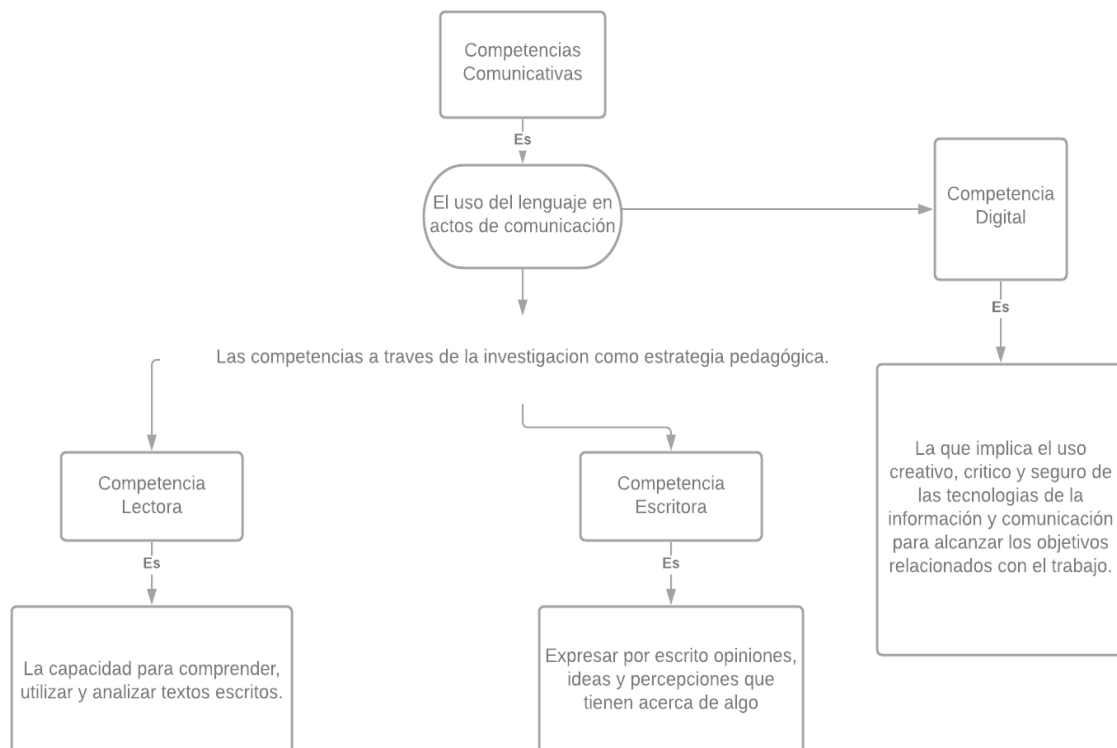 Competencias
Comunicativas
Es
El uso del lenguaje en
actos de comunicación
Competencia
Digital
Es
Las competencias a traves de la investigacion como estrategia pedagógica.
La que implica el uso
creativo, critico y seguro de
las tecnologias de la
información y comunicación
para alcanzar los objetivos
relacionados con el trabajo.
Competencia
Lectora
Es
La capacidad para comprender,
utilizar y analizar textos escritos.
Competencia
Escritora
Es
Expresar por escrito opiniones,
ideas y percepciones que
tienen acerca de algo